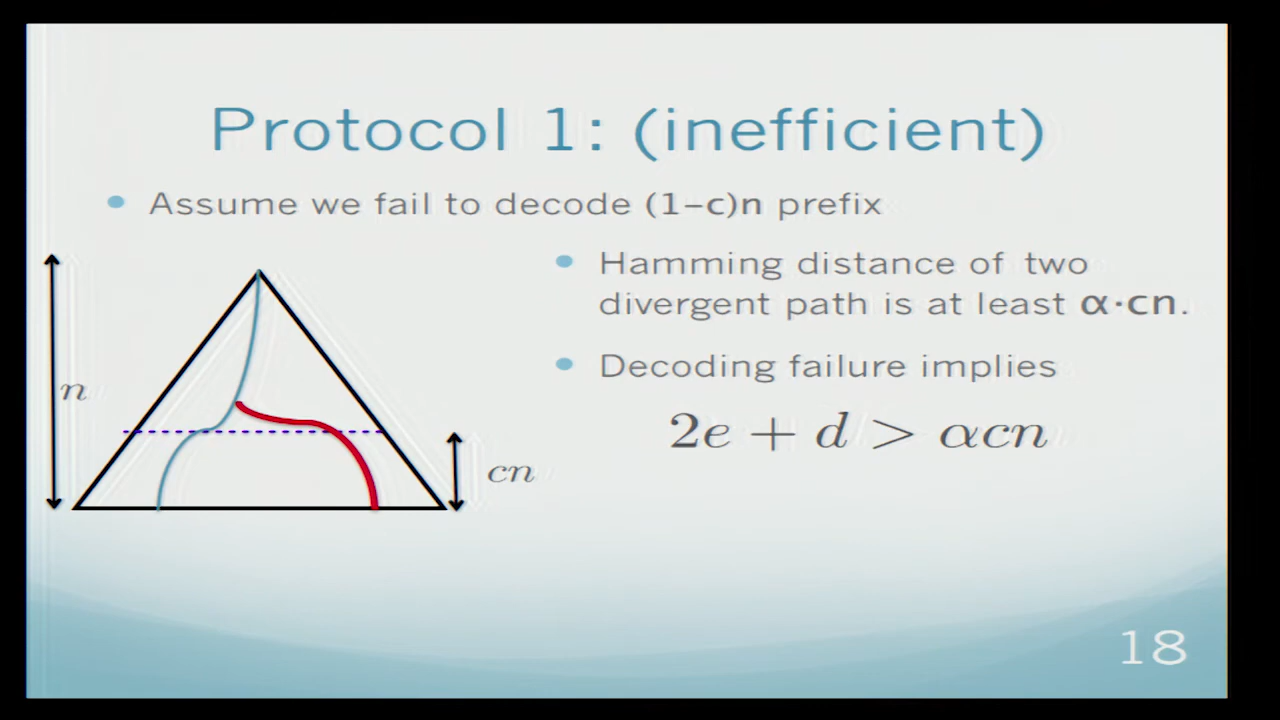 Protocol 1: (inefficient)
• Assume we fail to decode (1-c)n prefix
• Hamming distance of two
divergent path is at least α·cn.
• Decoding failure implies
2e + d > αcn
n
cn
18